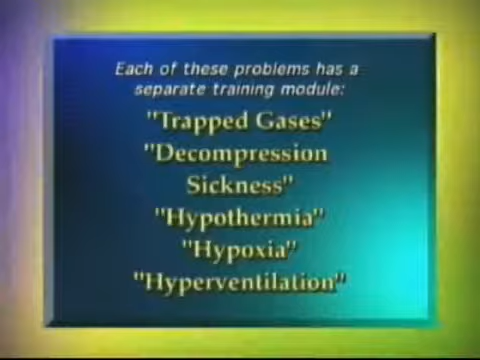 Each of these problems has a
separate training module:
"Trapped Gases"
"Decompression
Sickness"
"Hypothermia"
"Hypoxia"
"Hyperventilation"